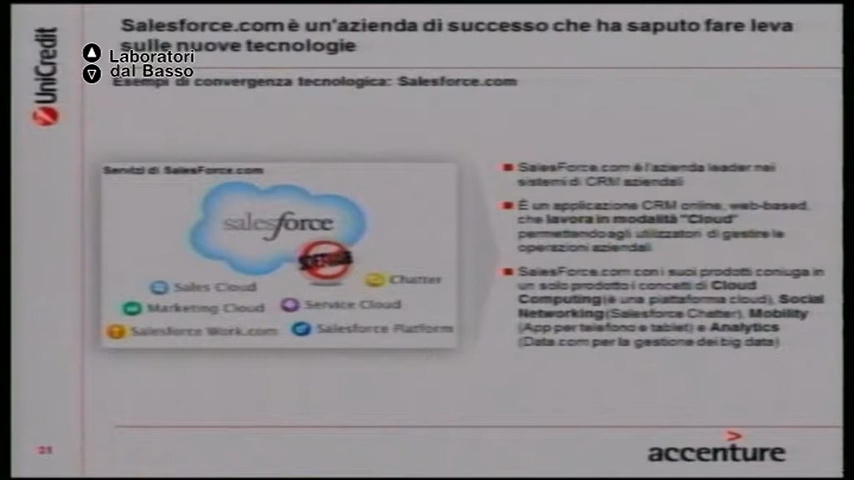 Salesforce.com è un'azienda di successo che ha saputo fare leva
sulle nuove tecnologie
Laboratori
dal Basso
Esempi di convergenza tecnologica: Salesforce.com
UniCredit
Servizi di SalesForce.com
salesforce
SOFTWARE
Sales Cloud
Chatter
Marketing Cloud
Service Cloud
Salesforce Work.com
Salesforce Platform
SalesForce.com è l'azienda leader nei
sistemi di CRM aziendali
È un applicazione CRM online, web-based,
che lavora in modalità "Cloud"
permettendo agli utilizzatori di gestire le
operazioni aziendali
SalesForce.com con i suoi prodotti coniuga in
un solo prodotto i concetti di Cloud
Computing (è una piattaforma cloud), Social
Networking (Salesforce Chatter), Mobility
(App per telefono e tablet) e Analytics
(Data.com per la gestione dei big data)
21
accenture